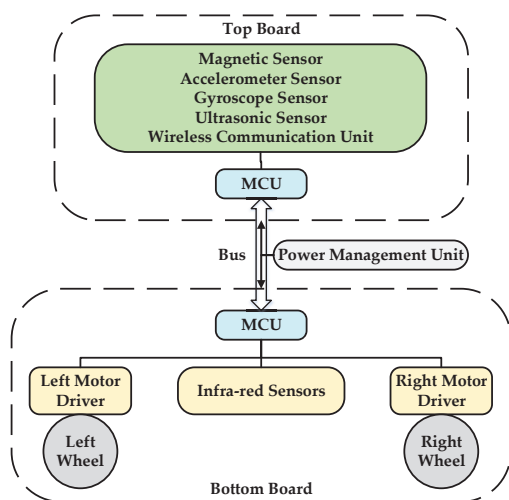 Top Board
Magnetic Sensor
Accelerometer Sensor
Gyroscope Sensor
Ultrasonic Sensor
Wireless Communication Unit
MCU
Bus
Power Management Unit
MCU
Left Motor
Driver
Infra-red Sensors
Right Motor
Driver
Left
Wheel
Right
Wheel
Bottom Board